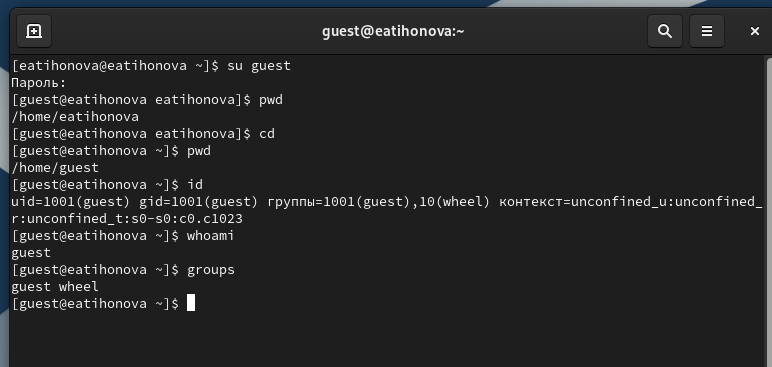 guest@eatihonova:~
[eatihonova@eatihonova ~]$ su guest
Пароль:
[guest@eatihonova eatihonova]$ pwd
/home/eatihonova
[guest@eatihonova eatihonova]$ cd
[guest@eatihonova ~]$ pwd
/home/guest
[guest@eatihonova ~]$ id
uid=1001(guest) gid=1001(guest) группы=1001(guest),10(wheel) контекст=unconfined_u:unconfined_
r:unconfined_t:s0-s0:c0.c1023
[guest@eatihonova ~]$ whoami
guest
[guest@eatihonova ~]$ groups
guest wheel
[guest@eatihonova ~]$